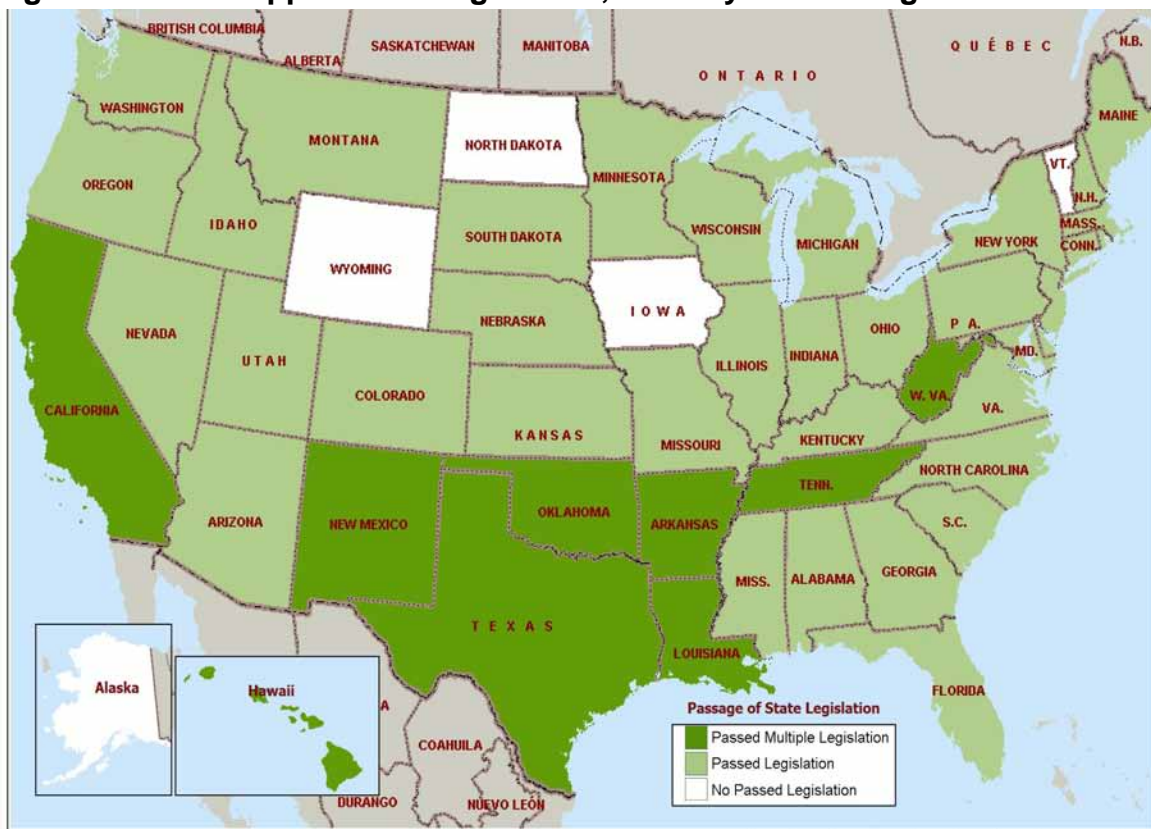 BRITISH COLUMBIA
ALBERTA
SASKATCHEWAN
MANITOBA
ONTARIO
QUÉBEC
N.B.
WASHINGTON
MONTANA
NORTH DAKOTA
MINNESOTA
MAINE
VT.
N.H.
OREGON
IDAHO
SOUTH DAKOTA
WISCONSIN
MICHIGAN
MASS.
NEW YORK
CONN.
WYOMING
IOWA
NEBRASKA
NEVADA
UTAH
OHIO
PA.
ILLINOIS
INDIANA
MD.
COLORADO
W. VA.
CALIFORNIA
VA.
KANSAS
MISSOURI
KENTUCKY
NORTH CAROLINA
TENN.
OKLAHOMA
ARIZONA
NEW MEXICO
ARKANSAS
S.C.
MISS.
ALABAMA
GEORGIA
TEXAS
LOUISIANA
Alaska
Hawaii
FLORIDA
A
COAHUILA
DURANGO
NUEVO LEÓN
Passage of State Legislation
Passed Multiple Legislation
Passed Legislation
No Passed Legislation